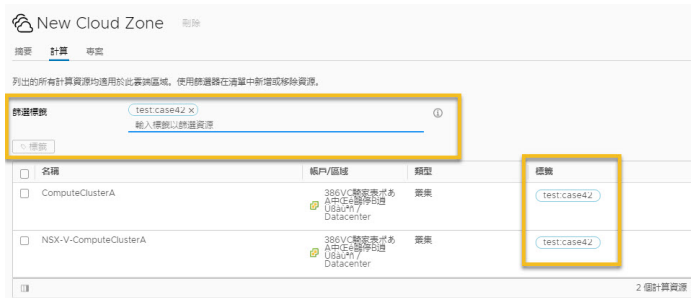 New Cloud Zone 刪除
摘要 計算 專案
列出的所有計算資源均適用於此雲端區域。使用篩選器在清單中新增或移除資源。
篩選標籤 test:case42 ×
輸入標籤以篩選資源
標籤
名稱 帳戶/區域 類型 標籤
ComputeClusterA 叢集 test:case42
Datacenter
NSX-V-ComputeClusterA 叢集 test:case42
Datacenter
2 個計算資源